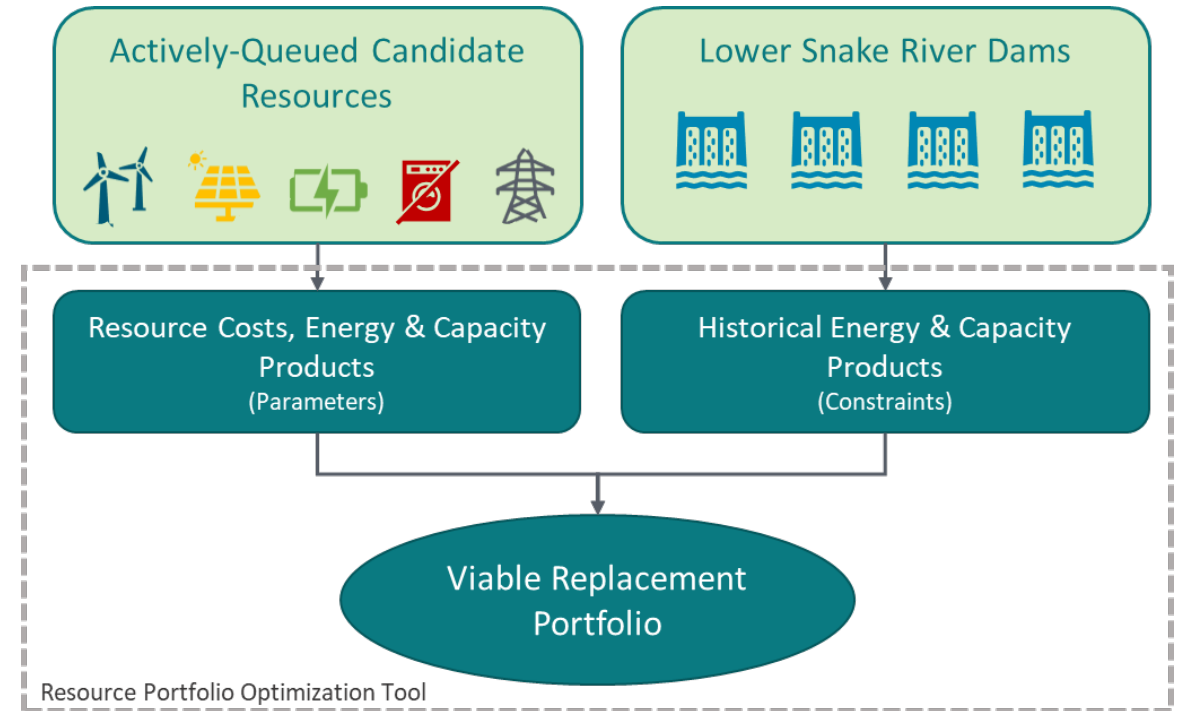 Actively-Queued Candidate
Resources
Lower Snake River Dams
Resource Costs, Energy & Capacity
Products
(Parameters)
Historical Energy & Capacity
Products
(Constraints)
Viable Replacement
Portfolio
Resource Portfolio Optimization Tool